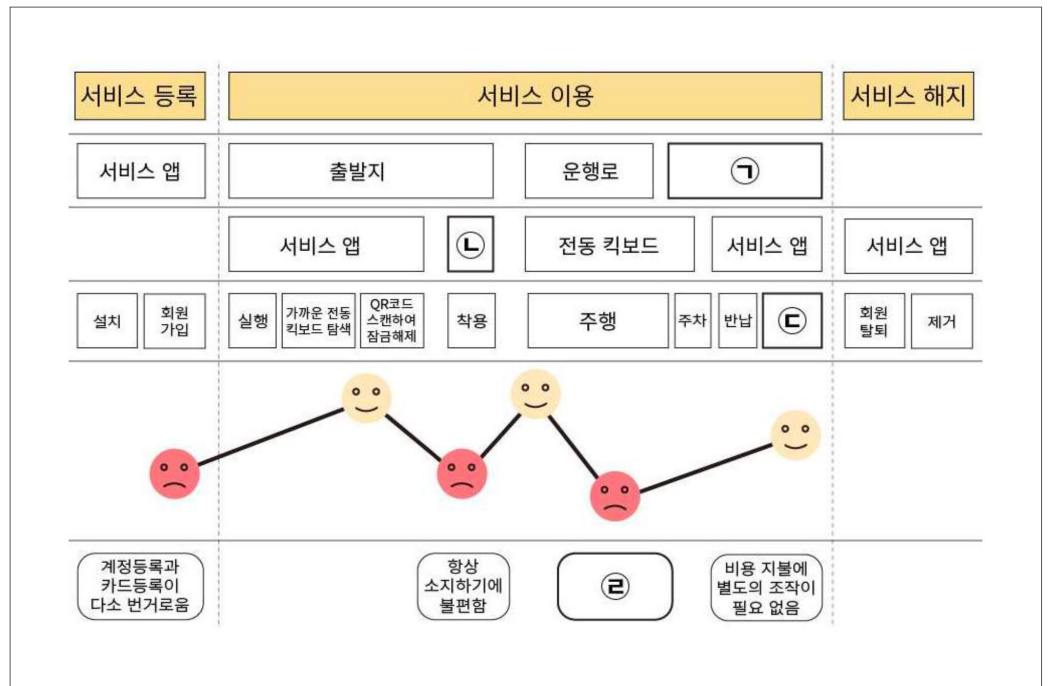 서비스 등록
서비스 이용
서비스 해지
서비스 앱
출발지
운행로
㉠
서비스 앱
㉡
전동 킥보드
서비스 앱
서비스 앱
설치
회원
가입
실행
가까운 전동
킥보드 탐색
QR코드
스캔하여
잠금해제
착용
주행
주차
반납
㉢
회원
탈퇴
제거
계정등록과
카드등록이
다소 번거로움
항상
소지하기에
불편함
㉣
비용 지불에
별도의 조작이
필요 없음